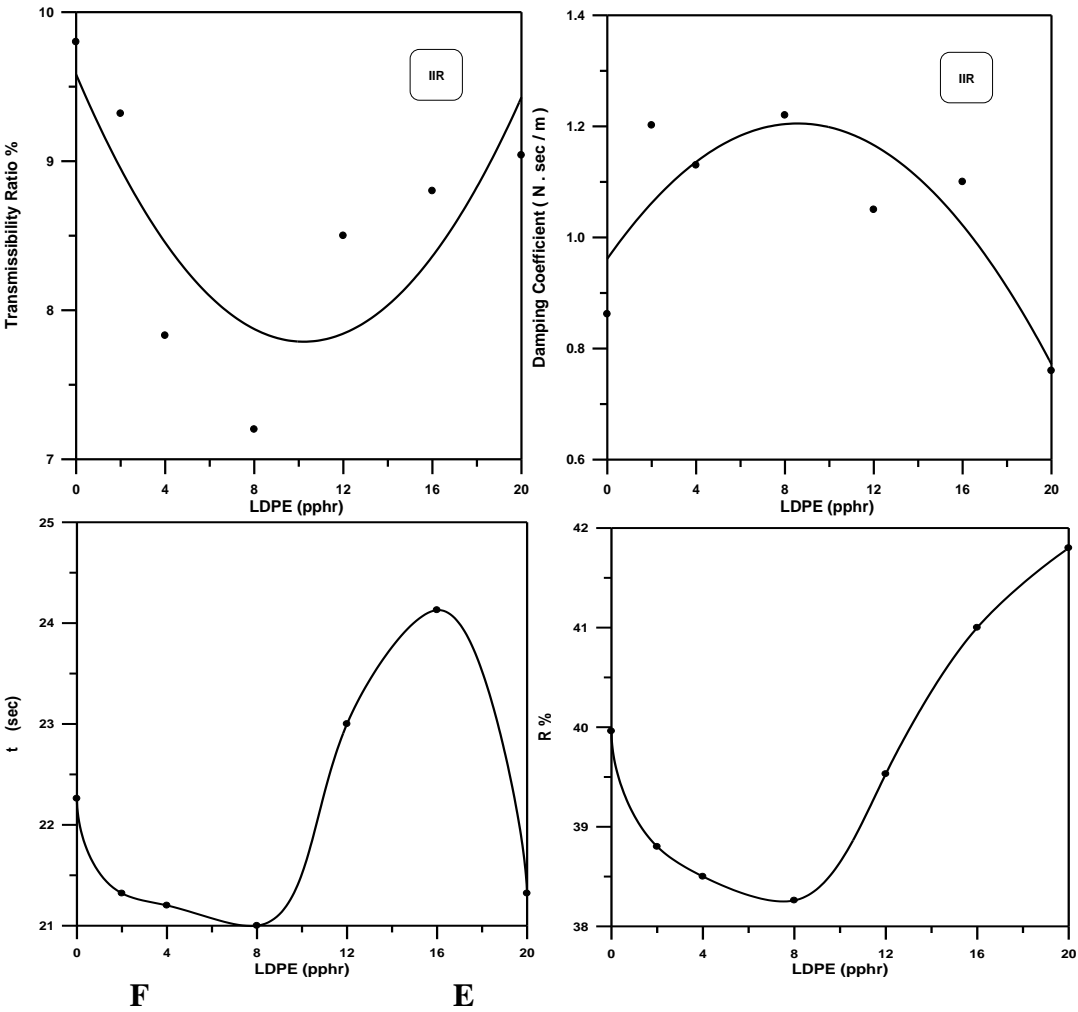 10
9
8
7
Transmissibility Ratio %
IIR
0 4 8 12 16 20
LDPE (pphr)
1.4
1.2
1.0
0.8
0.6
Damping Coefficient ( N . sec / m )
IIR
0 4 8 12 16 20
LDPE (pphr)
25
24
23
22
21
t (sec)
0 4 8 12 16 20
LDPE (pphr)
42
41
40
39
38
R %
0 4 8 12 16 20
LDPE (pphr)
F E